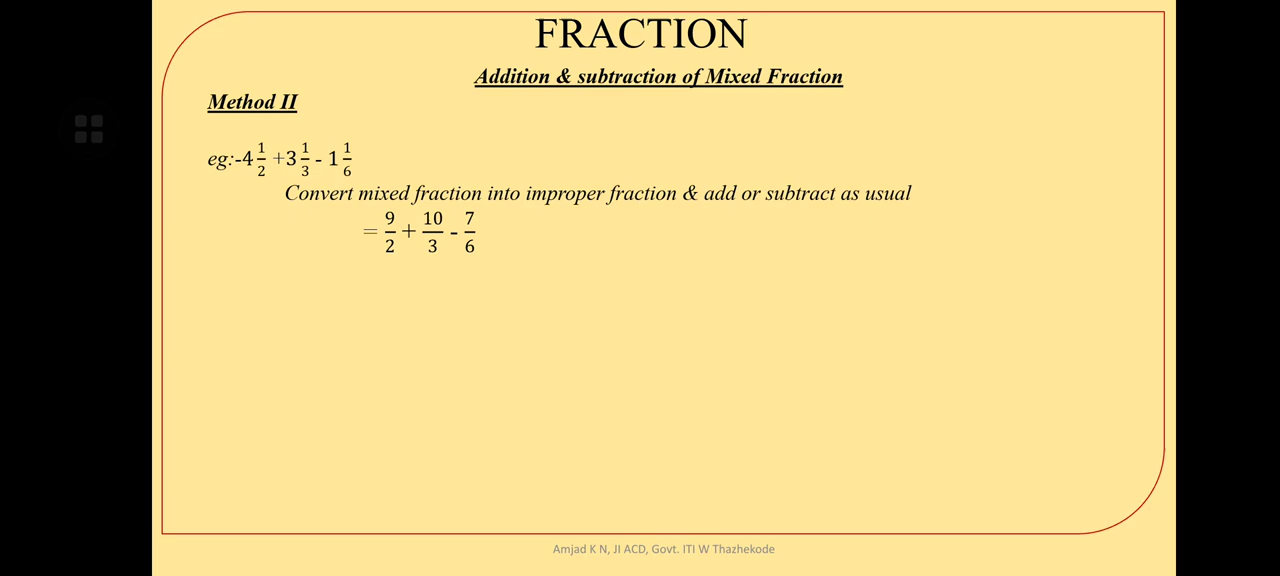 FRACTION
Addition & subtraction of Mixed Fraction
Method II
eg:-4 1/2 +3 1/3 - 1 1/6
Convert mixed fraction into improper fraction & add or subtract as usual
= 9/2 + 10/3 - 7/6
Amjad K N, JI ACD, Govt. ITI W Thazhekode